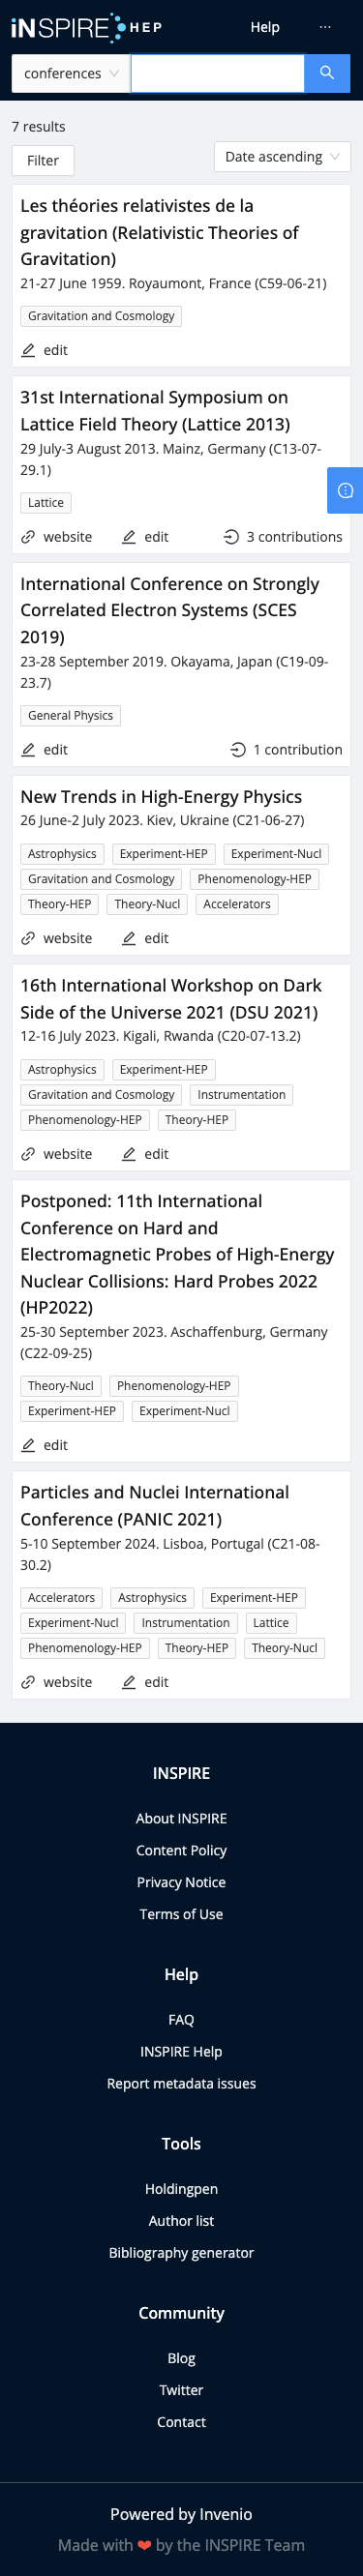 iNSPIRE HEP
Help
···
conferences
7 results
Filter
Date ascending
Les théories relativistes de la
gravitation (Relativistic Theories of
Gravitation)
21-27 June 1959. Royaumont, France (C59-06-21)
Gravitation and Cosmology
edit
31st International Symposium on
Lattice Field Theory (Lattice 2013)
29 July-3 August 2013. Mainz, Germany (C13-07-
29.1)
Lattice
website edit 3 contributions
International Conference on Strongly
Correlated Electron Systems (SCES
2019)
23-28 September 2019. Okayama, Japan (C19-09-
23.7)
General Physics
edit 1 contribution
New Trends in High-Energy Physics
26 June-2 July 2023. Kiev, Ukraine (C21-06-27)
Astrophysics Experiment-HEP Experiment-Nucl
Gravitation and Cosmology Phenomenology-HEP
Theory-HEP Theory-Nucl Accelerators
website edit
16th International Workshop on Dark
Side of the Universe 2021 (DSU 2021)
12-16 July 2023. Kigali, Rwanda (C20-07-13.2)
Astrophysics Experiment-HEP
Gravitation and Cosmology Instrumentation
Phenomenology-HEP Theory-HEP
website edit
Postponed: 11th International
Conference on Hard and
Electromagnetic Probes of High-Energy
Nuclear Collisions: Hard Probes 2022
(HP2022)
25-30 September 2023. Aschaffenburg, Germany
(C22-09-25)
Theory-Nucl Phenomenology-HEP
Experiment-HEP Experiment-Nucl
edit
Particles and Nuclei International
Conference (PANIC 2021)
5-10 September 2024. Lisboa, Portugal (C21-08-
30.2)
Accelerators Astrophysics Experiment-HEP
Experiment-Nucl Instrumentation Lattice
Phenomenology-HEP Theory-HEP Theory-Nucl
website edit
INSPIRE
About INSPIRE
Content Policy
Privacy Notice
Terms of Use
Help
FAQ
INSPIRE Help
Report metadata issues
Tools
Holdingpen
Author list
Bibliography generator
Community
Blog
Twitter
Contact
Powered by Invenio
Made with ❤ by the INSPIRE Team